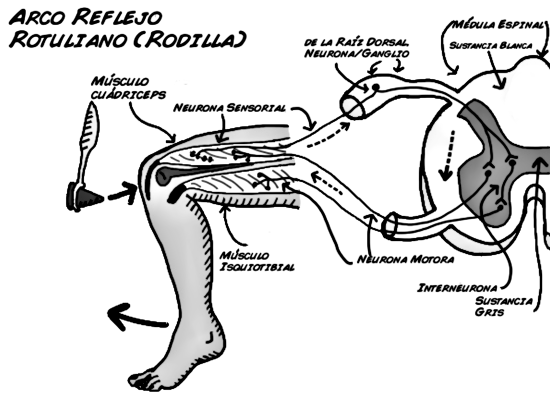 ARCO REFLEJO
ROTULIANO (RODILLA)
MÉDULA ESPINAL
SUSTANCIA BLANCA
DE LA RAÍZ DORSAL
NEURONA/GANGLIO
MÚSCULO
CUÁDRICEPS
NEURONA SENSORIAL
MÚSCULO
ISQUIOTIBIAL
NEURONA MOTORA
INTERNEURONA
SUSTANCIA
GRIS